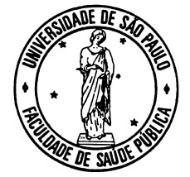 UNIVERSIDADE DE SÃO PAULO
FACULDADE DE SAÚDE PÚBLICA